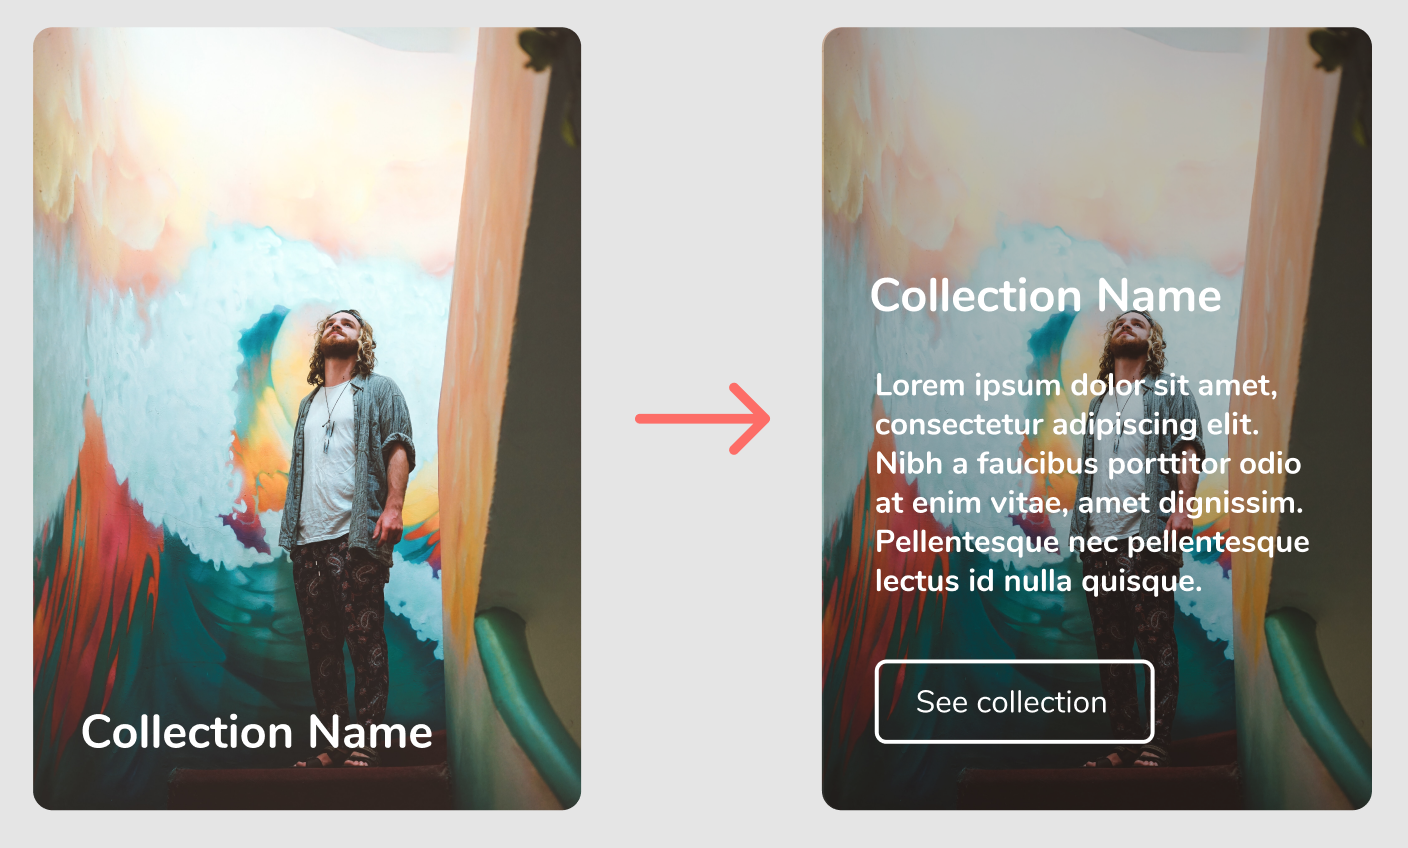 Collection Name
Collection Name
Lorem ipsum dolor sit amet,
consectetur adipiscing elit.
Nibh a faucibus porttitor odio
at enim vitae, amet dignissim.
Pellentesque nec pellentesque
lectus id nulla quisque.
See collection